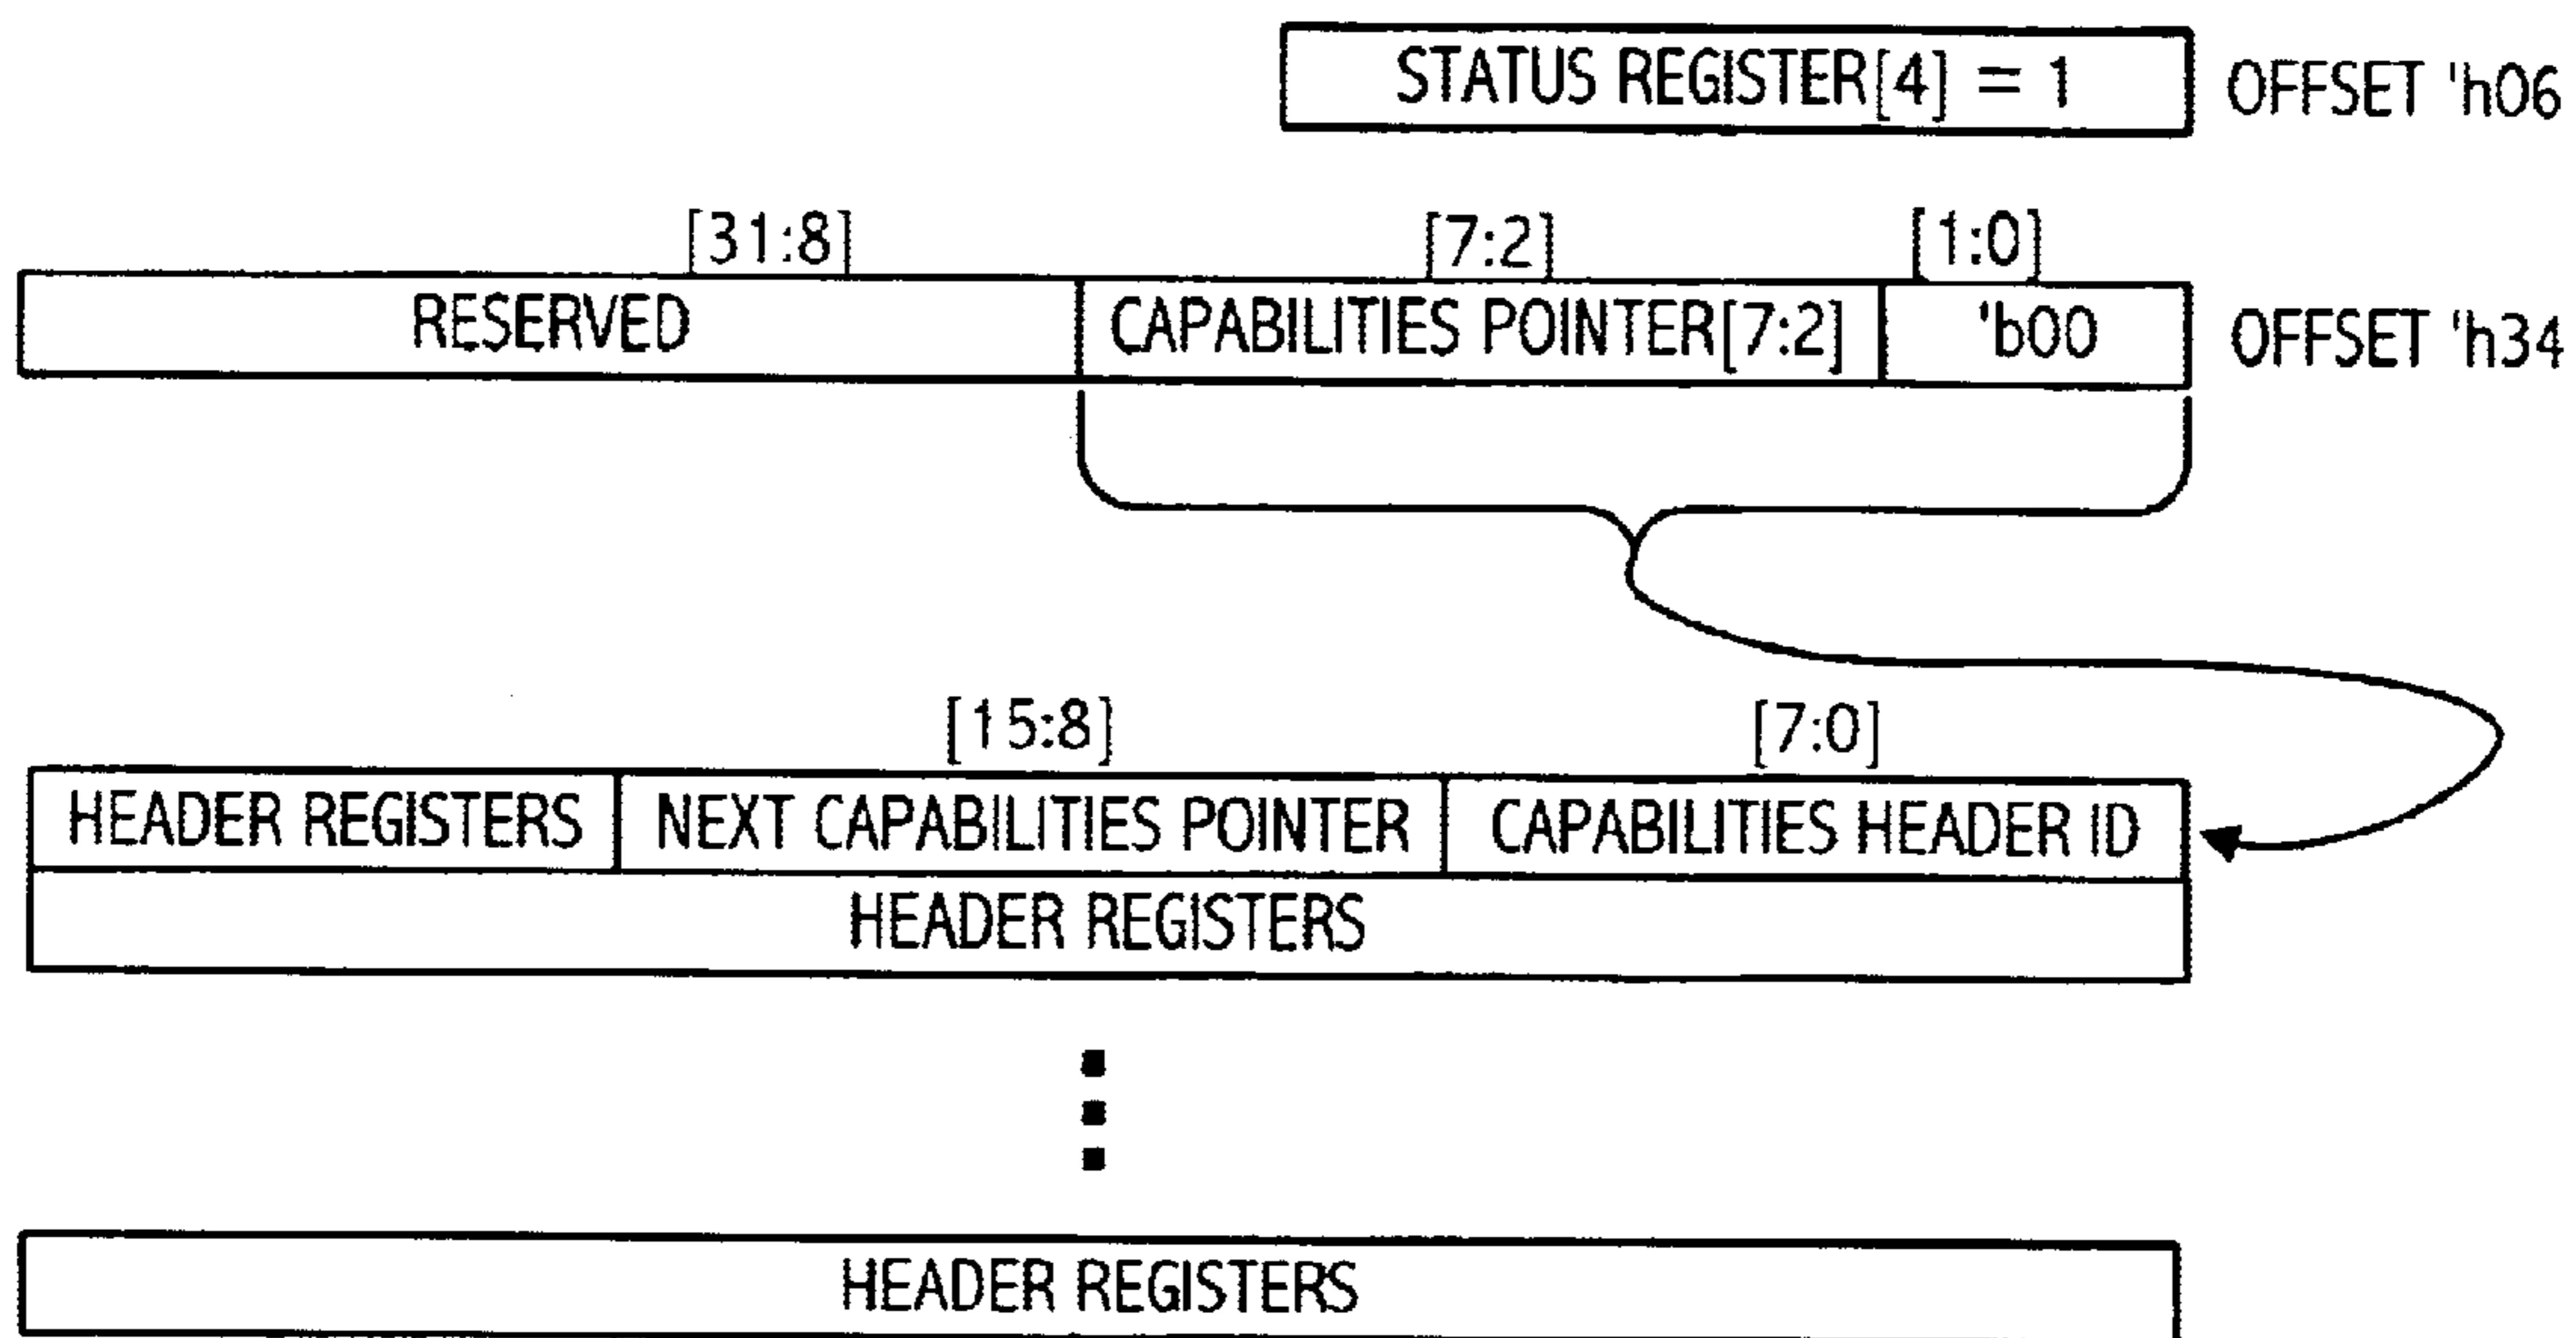 STATUS REGISTER[4] = 1 OFFSET 'h06
[31:8] [7:2] [1:0]
RESERVED CAPABILITIES POINTER[7:2] 'b00 OFFSET 'h34
[15:8] [7:0]
HEADER REGISTERS NEXT CAPABILITIES POINTER CAPABILITIES HEADER ID
HEADER REGISTERS
HEADER REGISTERS